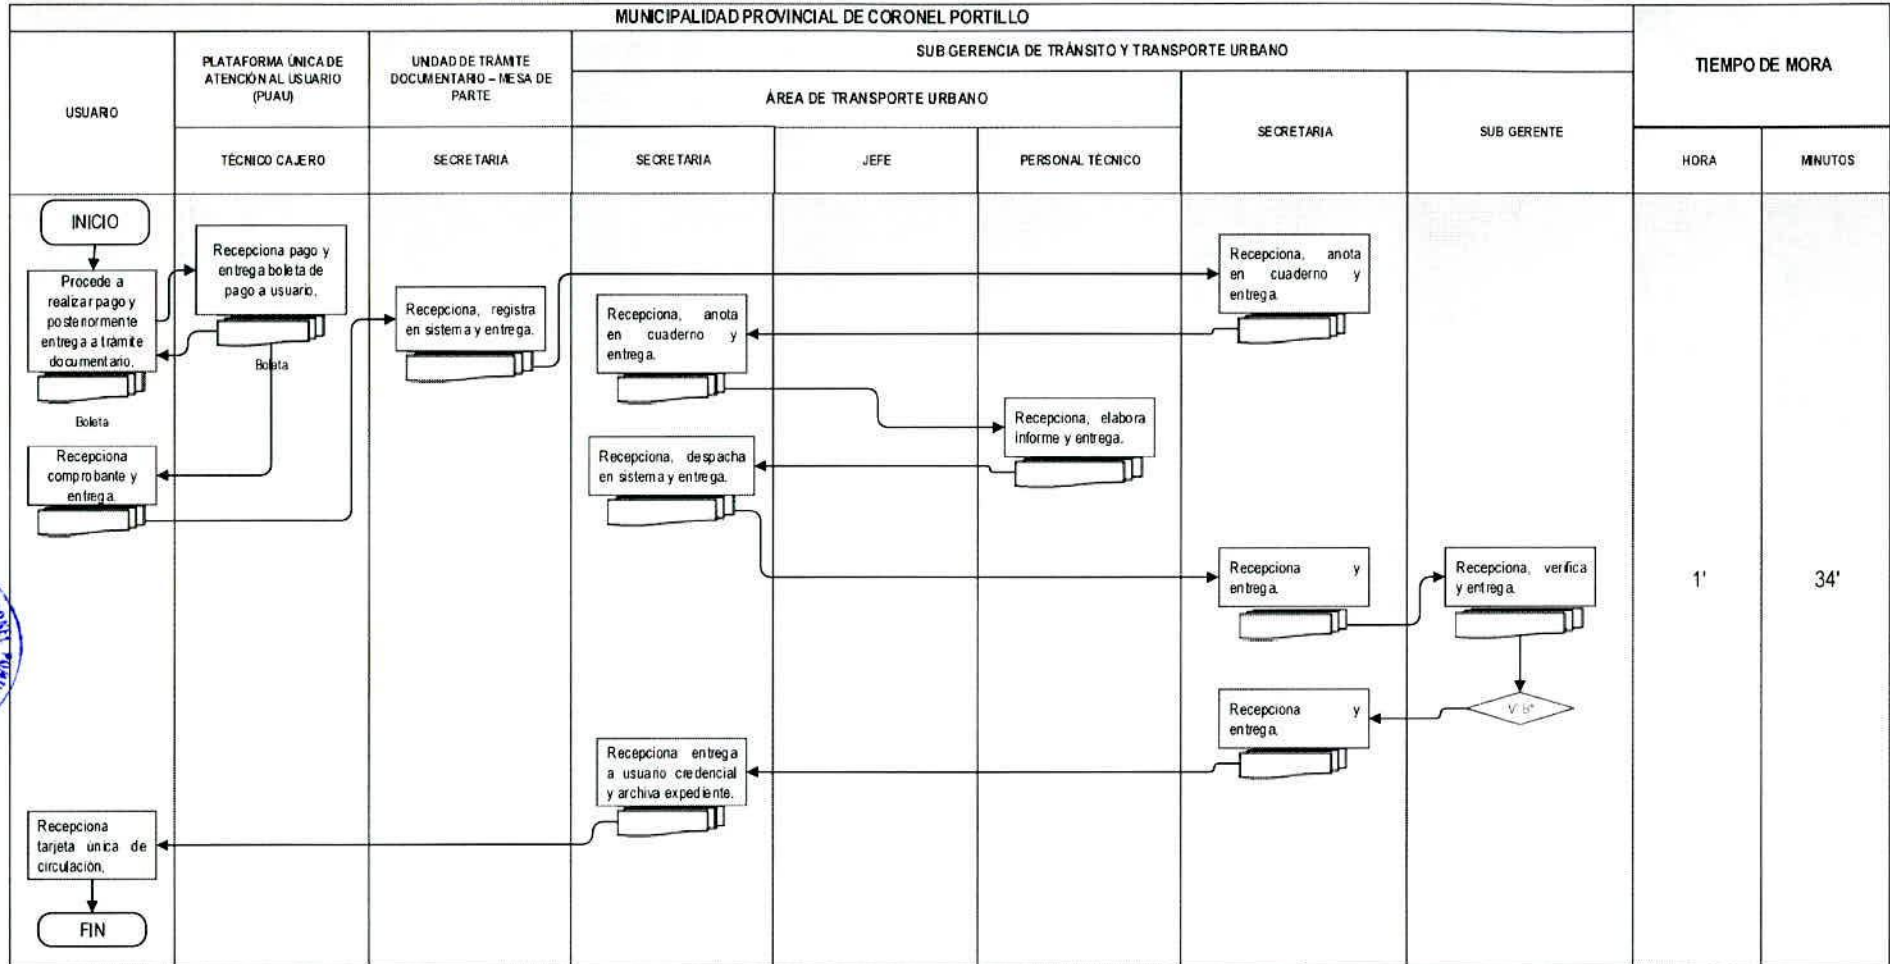 MUNICIPALIDAD PROVINCIAL DE CORONEL PORTILLO
TIEMPO DE MORA
USUARIO
PLATAFORMA ÚNICA DE
ATENCIÓN AL USUARIO
(PUAU)
UNIDAD DE TRÁMITE
DOCUMENTARIO – MESA DE
PARTE
SUB GERENCIA DE TRÁNSITO Y TRANSPORTE URBANO
ÁREA DE TRANSPORTE URBANO
SECRETARIA
SUB GERENTE
TÉCNICO CAJERO
SECRETARIA
SECRETARIA
JEFE
PERSONAL TÉCNICO
HORA
MINUTOS
INICIO
Procede a
realizar pago y
posteriormente
entrega a trámite
documentario.
Boleta
Recepciona pago y
entrega boleta de
pago a usuario.
Boleta
Recepciona
comprobante y
entrega.
Recepciona, registra
en sistema y entrega.
Recepciona, anota
en cuaderno y
entrega.
Recepciona, anota
en cuaderno y
entrega.
Recepciona, elabora
informe y entrega.
Recepciona, despacha
en sistema y entrega.
Recepciona y
entrega.
Recepciona, verifica
y entrega.
1'
34'
V°B°
Recepciona y
entrega.
Recepciona entrega
a usuario credencial
y archiva expediente.
Recepciona
tarjeta única de
circulación.
FIN